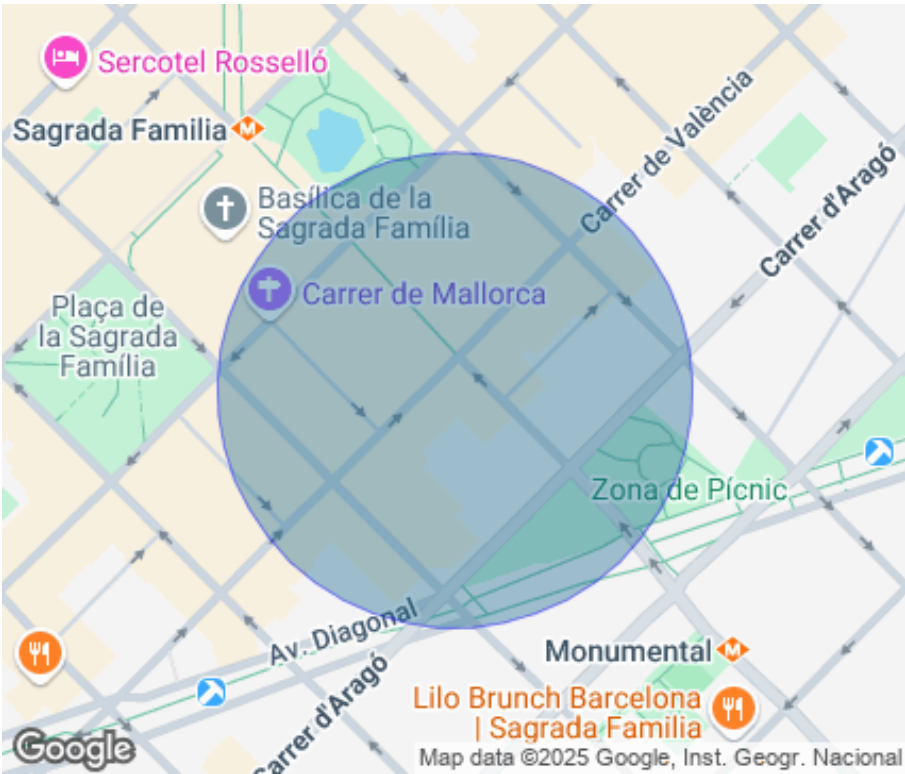 Sercotel Rosselló
Sagrada Familia
Carrer de València
Carrer d'Aragó
Basílica de la
Sagrada Família
Carrer de Mallorca
Plaça de
la Sagrada
Família
Zona de Pícnic
Av. Diagonal
Monumental
Carrer d'Aragó
Lilo Brunch Barcelona
| Sagrada Familia
Google
Map data ©2025 Google, Inst. Geogr. Nacional